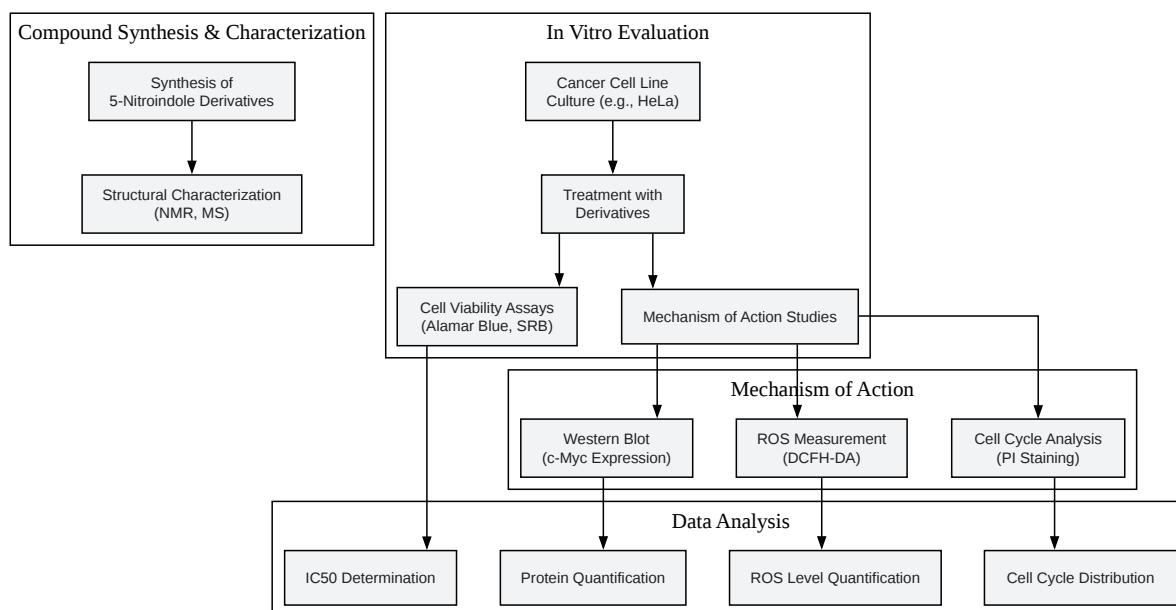 Compound Synthesis & Characterization
Synthesis of
5-Nitroindole Derivatives
Structural Characterization
(NMR, MS)
In Vitro Evaluation
Cancer Cell Line
Culture (e.g., HeLa)
Treatment with
Derivatives
Cell Viability Assays
(Alamar Blue, SRB)
Mechanism of Action Studies
Mechanism of Action
Western Blot
(c-Myc Expression)
ROS Measurement
(DCFH-DA)
Cell Cycle Analysis
(PI Staining)
Data Analysis
IC50 Determination
Protein Quantification
ROS Level Quantification
Cell Cycle Distribution